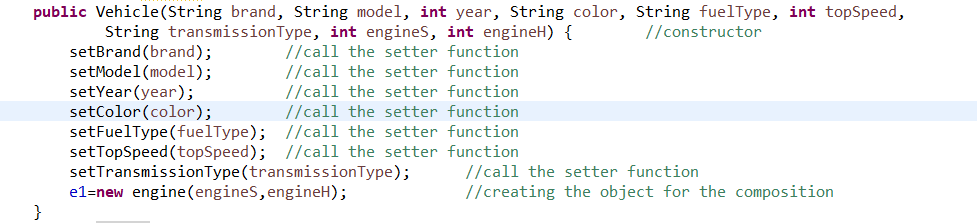 public Vehicle(String brand, String model, int year, String color, String fuelType, int topSpeed,
String transmissionType, int engineS, int engineH) { //constructor
setBrand(brand); //call the setter function
setModel(model); //call the setter function
setYear(year); //call the setter function
setColor(color); //call the setter function
setFuelType(fuelType); //call the setter function
setTopSpeed(topSpeed); //call the setter function
setTransmissionType(transmissionType); //call the setter function
e1=new engine(engineS,engineH); //creating the object for the composition
}